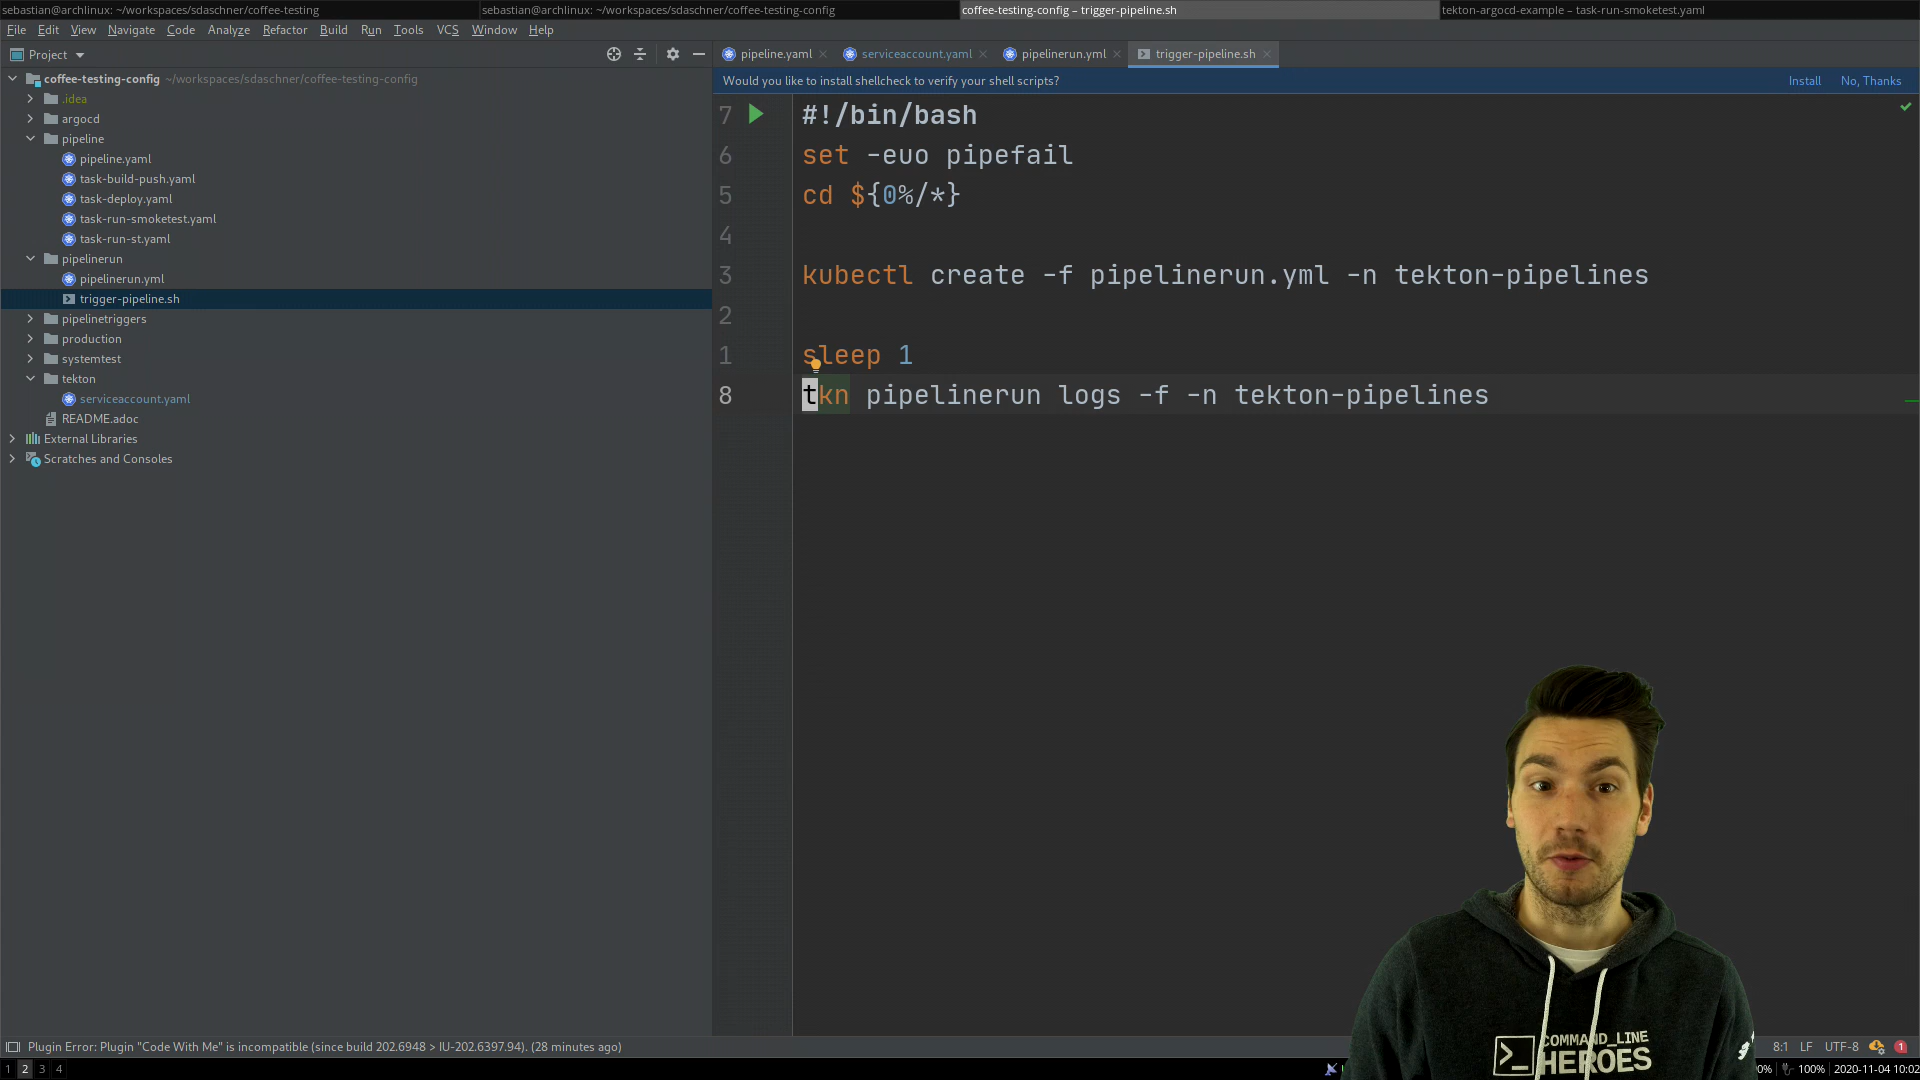 sebastian@archlinux: ~/workspaces/sdaschner/coffee-testing
sebastian@archlinux: ~/workspaces/sdaschner/coffee-testing-config
coffee-testing-config – trigger-pipeline.sh
tekton-argocd-example – task-run-smoketest.yaml
File Edit View Navigate Code Analyze Refactor Build Run Tools VCS Window Help
Project
pipeline.yaml
serviceaccount.yaml
pipelinerun.yml
trigger-pipeline.sh
Would you like to install shellcheck to verify your shell scripts?
Install
No, Thanks
coffee-testing-config ~/workspaces/sdaschner/coffee-testing-config
.idea
argocd
pipeline
pipeline.yaml
task-build-push.yaml
task-deploy.yaml
task-run-smoketest.yaml
task-run-st.yaml
pipelinerun
pipelinerun.yml
trigger-pipeline.sh
pipelinetriggers
production
systemtest
tekton
serviceaccount.yaml
README.adoc
External Libraries
Scratches and Consoles
7 #!/bin/bash
6 set -euo pipefail
5 cd ${0%/*}
4
3 kubectl create -f pipelinerun.yml -n tekton-pipelines
2
1 sleep 1
8 tkn pipelinerun logs -f -n tekton-pipelines
COMMAND_LINE
HEROES
Plugin Error: Plugin "Code With Me" is incompatible (since build 202.6948 > IU-202.6397.94). (28 minutes ago)
8:1 LF UTF-8 1
1 2 3 4
0% 100% 2020-11-04 10:02